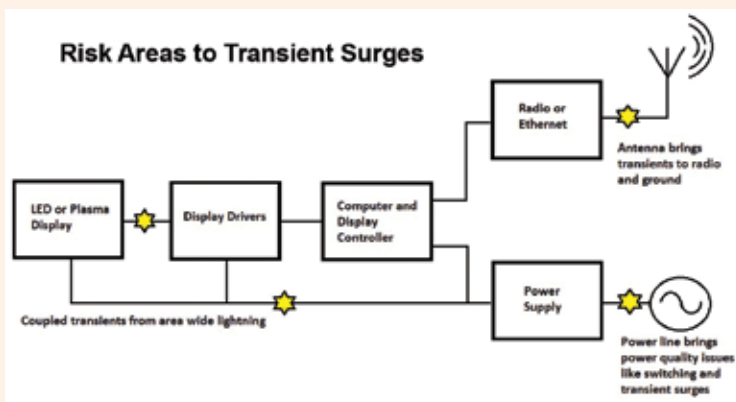 Risk Areas to Transient Surges
Radio or
Ethernet
Antenna brings
transients to radio
and ground
LED or Plasma
Display
Display Drivers
Computer and
Display
Controller
Power
Supply
Coupled transients from area wide lightning
Power line brings
power quality issues
like switching and
transient surges